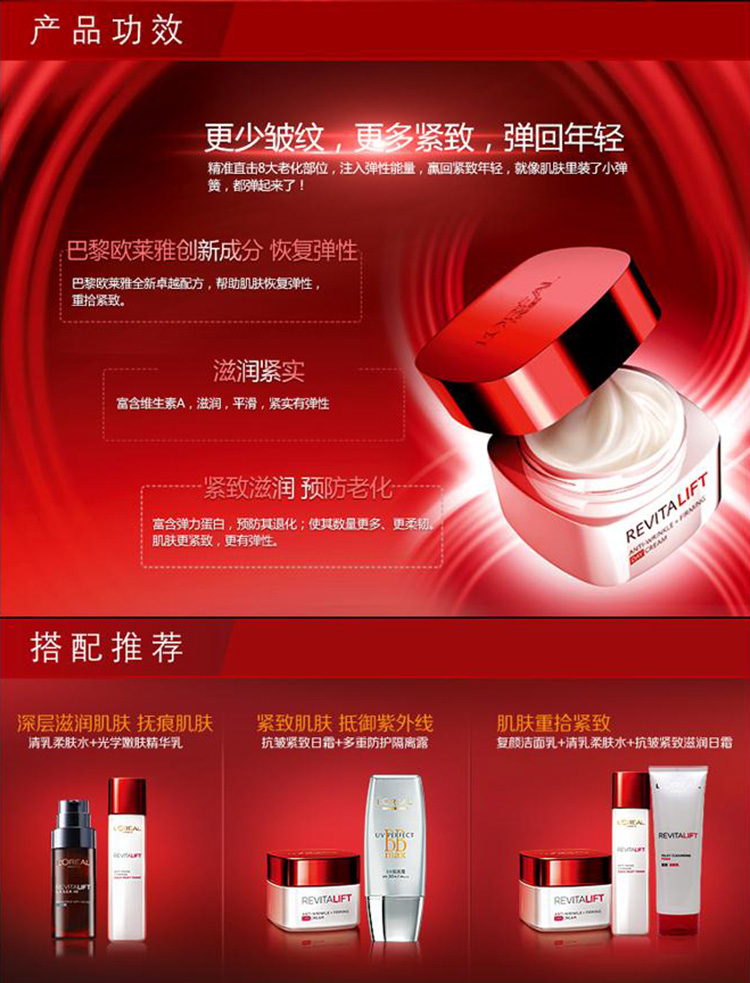 产品功效
更少皱纹，更多紧致，弹回年轻
精准直击8大老化部位，注入弹性能量，赢回紧致年轻，就像肌肤里装了小弹
簧，都弹起来了！
巴黎欧莱雅创新成分 恢复弹性
巴黎欧莱雅全新卓越配方，帮助肌肤恢复弹性，
重拾紧致。
滋润紧实
富含维生素A，滋润，平滑，紧实有弹性
紧致滋润 预防老化
富含弹力蛋白，预防其退化；使其数量更多、更柔韧。
肌肤更紧致，更有弹性。
REVITALIFT
ANTI-WRINKLE + FIRMING
DAY CREAM
搭配推荐
深层滋润肌肤 抚痕肌肤
清乳柔肤水+光学嫩肤精华乳
紧致肌肤 抵御紫外线
抗皱紧致日霜+多重防护隔离露
肌肤重拾紧致
复颜洁面乳+清乳柔肤水+抗皱紧致滋润日霜
L'OREAL
REVITALIFT
L'OREAL
REVITALIFT
REVITALIFT
ANTI-WRINKLE + FIRMING
L'OREAL
UV PERFECT
BB
max
REVITALIFT
L'OREAL
REVITALIFT
REVITALIFT
MILKY CLEANSING
FOAM